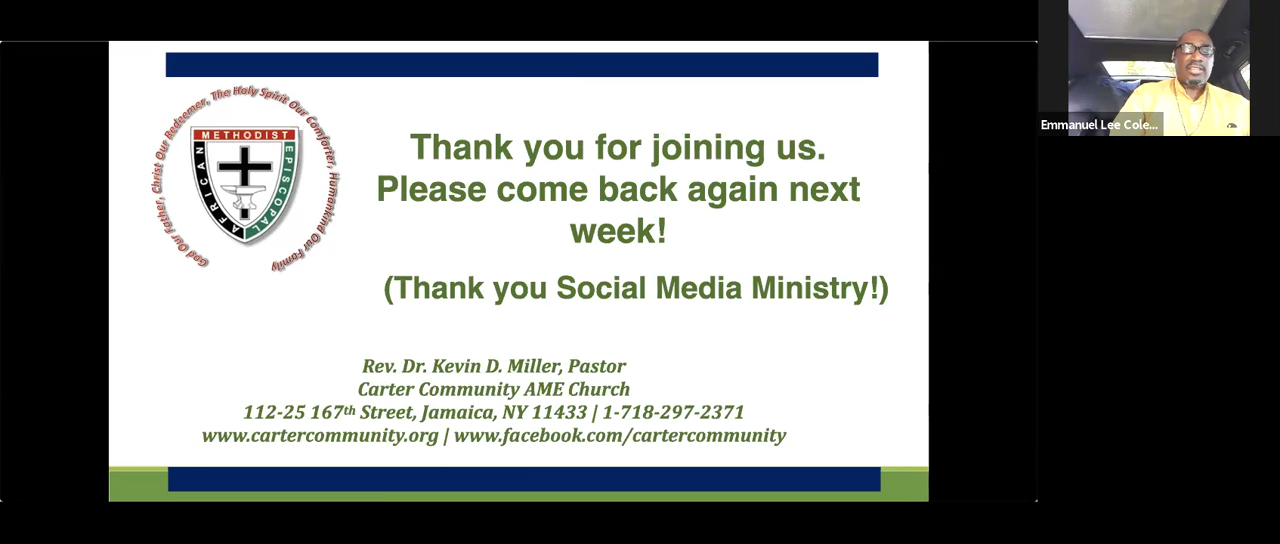 God Our Father, Christ Our Redeemer, The Holy Spirit Our Comforter, Humankind Our Family
AFRICAN
METHODIST
EPISCOPAL
Thank you for joining us.
Please come back again next
week!
(Thank you Social Media Ministry!)
Rev. Dr. Kevin D. Miller, Pastor
Carter Community AME Church
112-25 167th Street, Jamaica, NY 11433 | 1-718-297-2371
www.cartercommunity.org | www.facebook.com/cartercommunity
Emmanuel Lee Cole...